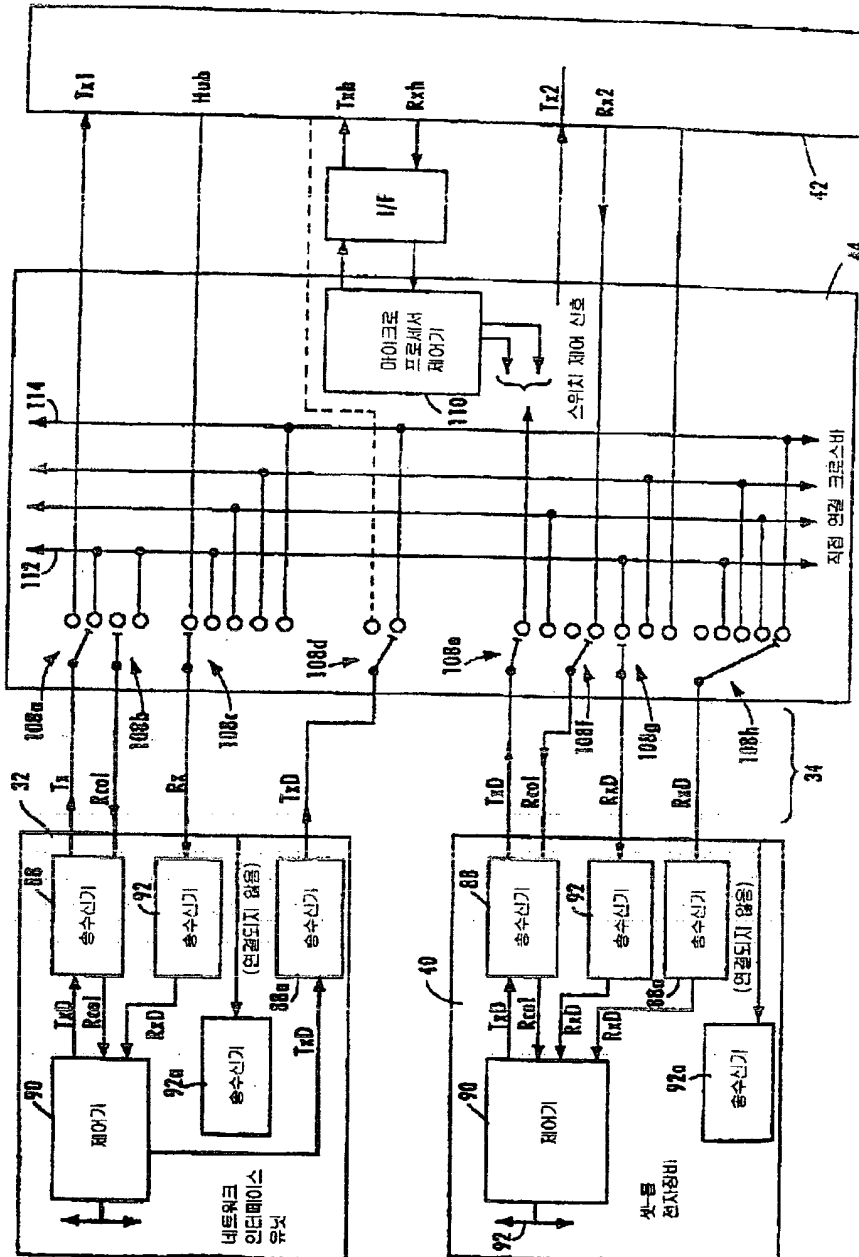 네트워크
인터페이스
유닛
32
90
제어기
TxD
Rcol
RxD
88
송수신기
92
송수신기
92a
송수신기
(연결되지 않음)
88a
송수신기
TxD
Tx
Rcol
Rx
TxD
108a
108b
108c
108d
112
114
Tx1
Hub
Txh
Rxh
I/F
마이크로
프로세서
제어기
110
스위치 제어 신호
Tx2
Rx2
42
44
직접 연결 크로스바
셋-톱
전자장비
40
90
제어기
92
TxD
Rcol
RxD
RxD
88
송수신기
92
송수신기
88a
송수신기
(연결되지 않음)
92a
송수신기
TxD
Rcol
RxD
RxD
108e
108f
108g
108h
34